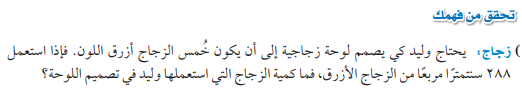 تحقق من فهمك
) زجاج: يحتاج وليد كي يصمم لوحة زجاجية إلى أن يكون خُمس الزجاج أزرق اللون. فإذا استعمل
٢٨٨ سنتمترًا مربعًا من الزجاج الأزرق، فما كمية الزجاج التي استعملها وليد في تصميم اللوحة؟